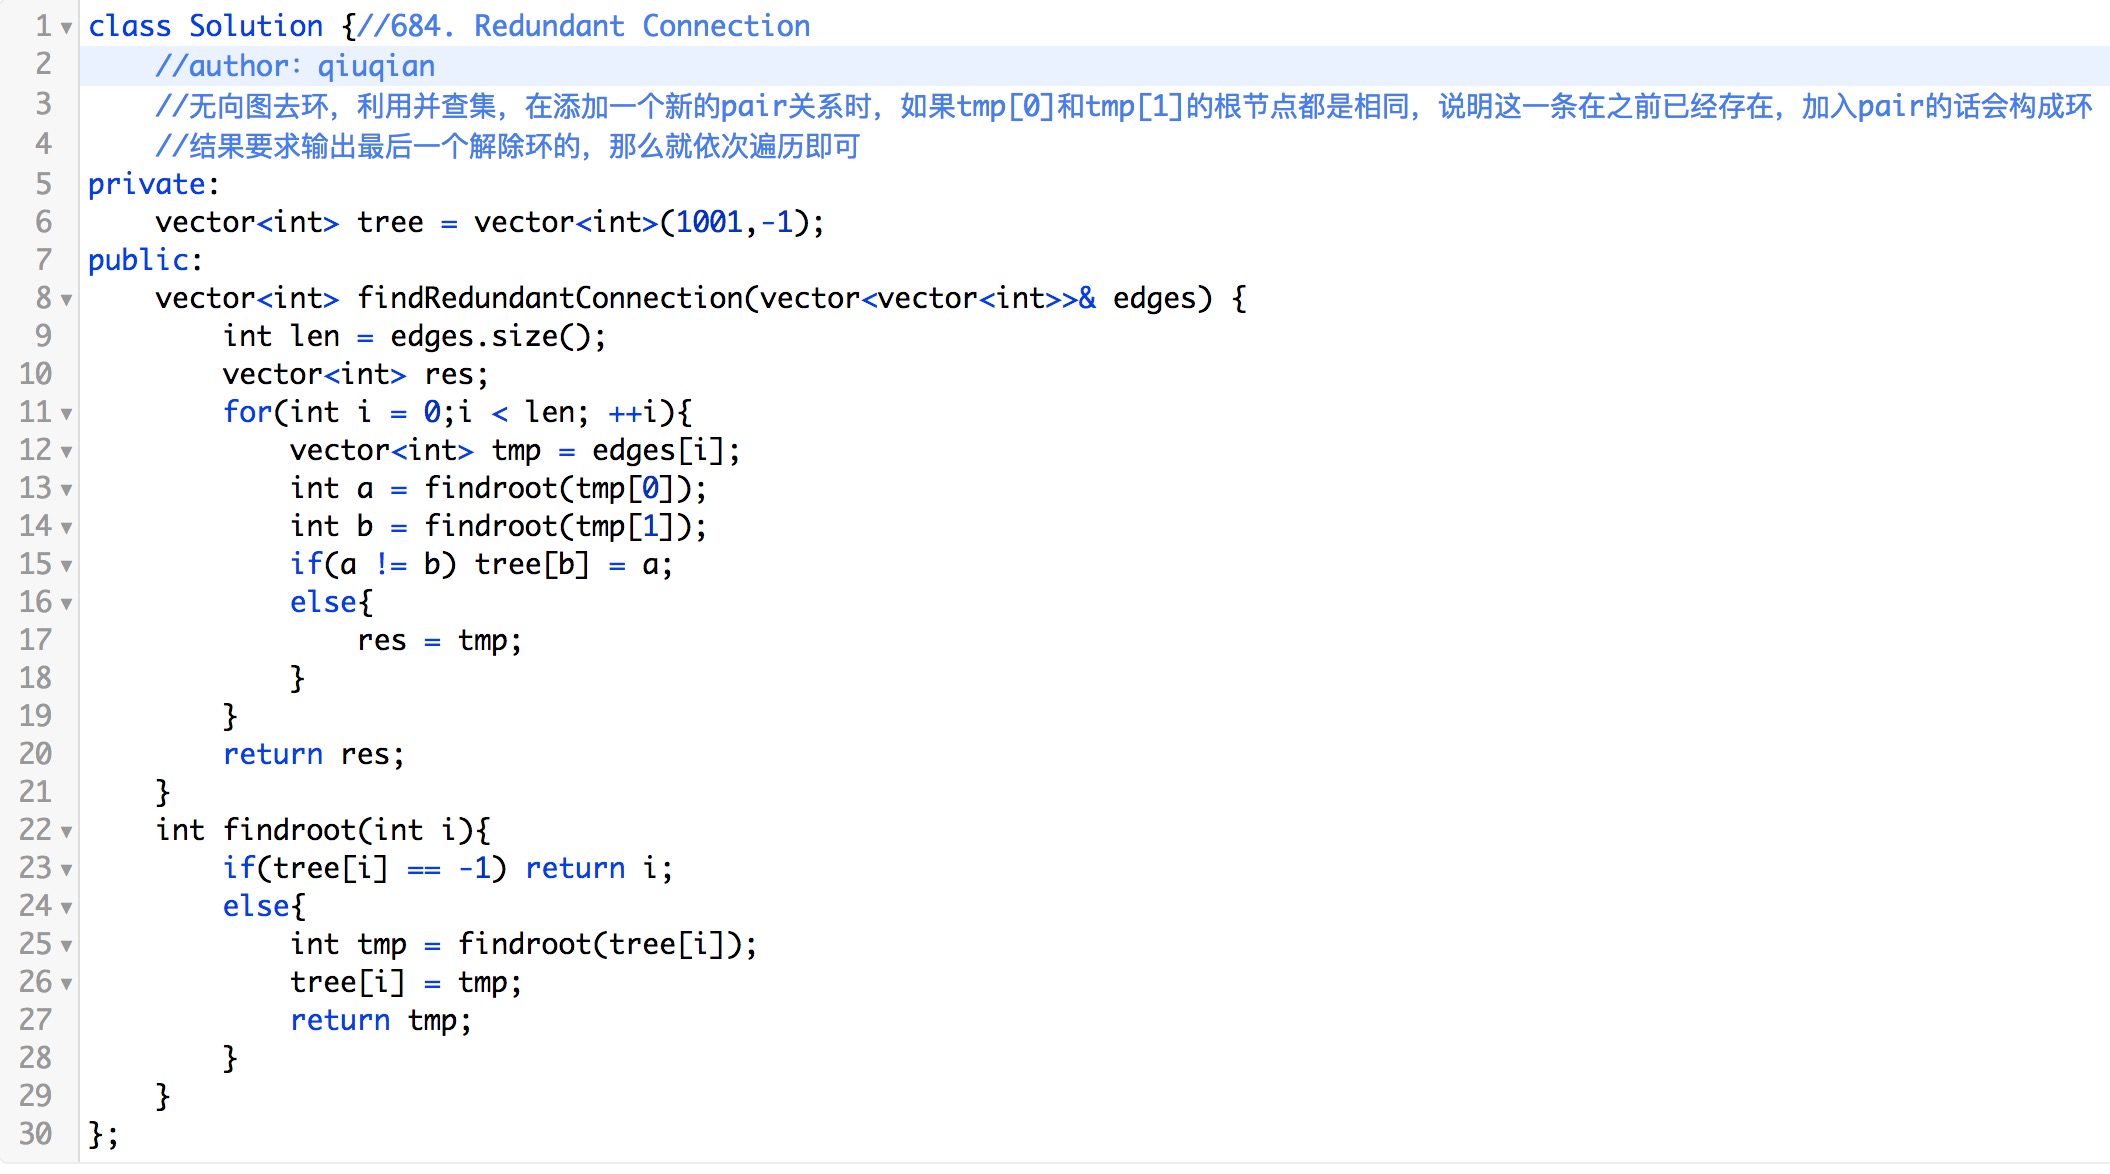 1 class Solution {//684. Redundant Connection
2 //author：qiuqian
3 //无向图去环，利用并查集，在添加一个新的pair关系时，如果tmp[0]和tmp[1]的根节点都是相同，说明这一条在之前已经存在，加入pair的话会构成环
4 //结果要求输出最后一个解除环的，那么就依次遍历即可
5 private:
6 vector<int> tree = vector<int>(1001,-1);
7 public:
8 vector<int> findRedundantConnection(vector<vector<int>>& edges) {
9 int len = edges.size();
10 vector<int> res;
11 for(int i = 0;i < len; ++i){
12 vector<int> tmp = edges[i];
13 int a = findroot(tmp[0]);
14 int b = findroot(tmp[1]);
15 if(a != b) tree[b] = a;
16 else{
17 res = tmp;
18 }
19 }
20 return res;
21 }
22 int findroot(int i){
23 if(tree[i] == -1) return i;
24 else{
25 int tmp = findroot(tree[i]);
26 tree[i] = tmp;
27 return tmp;
28 }
29 }
30 };